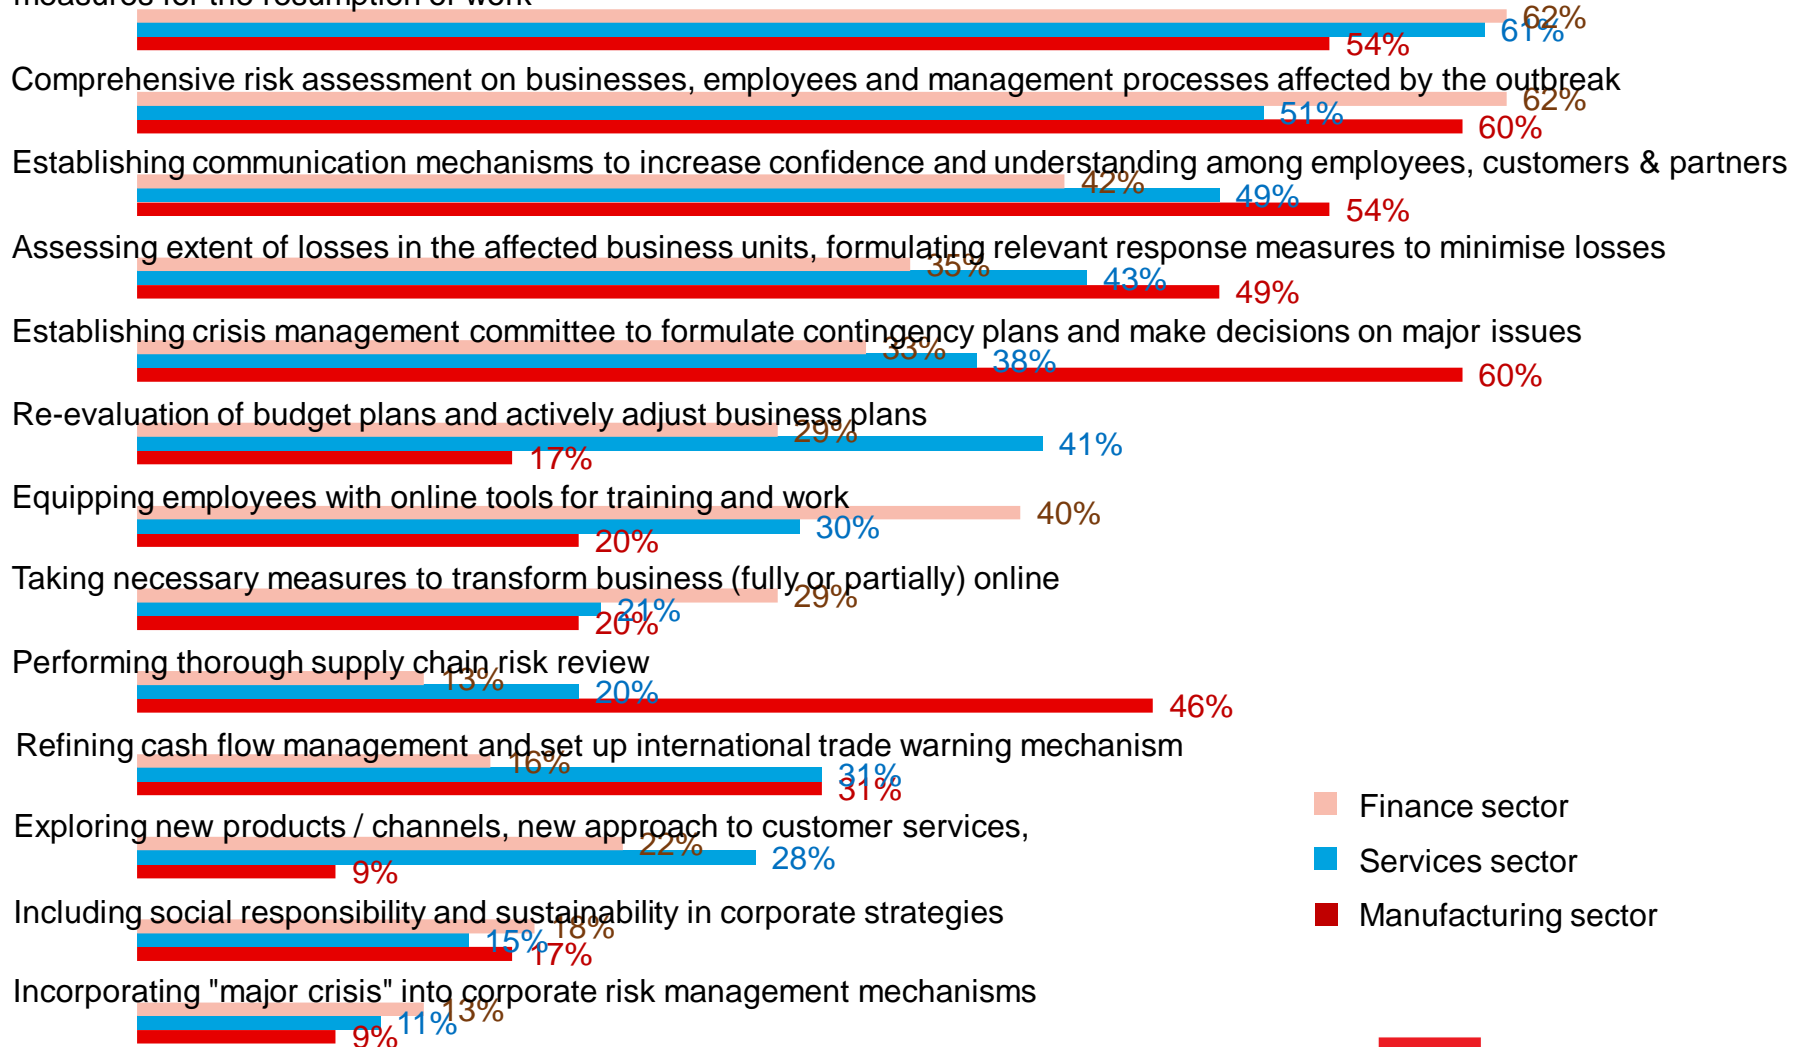 measures for the resumption of work
62%
61%
54%
Comprehensive risk assessment on businesses, employees and management processes affected by the outbreak
62%
51%
60%
Establishing communication mechanisms to increase confidence and understanding among employees, customers & partners
42%
49%
54%
Assessing extent of losses in the affected business units, formulating relevant response measures to minimise losses
35%
43%
49%
Establishing crisis management committee to formulate contingency plans and make decisions on major issues
33%
38%
60%
Re-evaluation of budget plans and actively adjust business plans
29%
41%
17%
Equipping employees with online tools for training and work
40%
30%
20%
Taking necessary measures to transform business (fully or partially) online
29%
21%
20%
Performing thorough supply chain risk review
13%
20%
46%
Refining cash flow management and set up international trade warning mechanism
16%
31%
31%
Exploring new products / channels, new approach to customer services,
22%
28%
9%
Including social responsibility and sustainability in corporate strategies
18%
15%
17%
Incorporating "major crisis" into corporate risk management mechanisms
13%
11%
9%
Finance sector
Services sector
Manufacturing sector